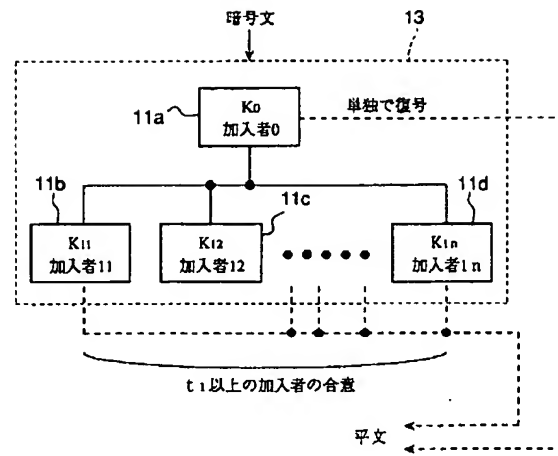 暗号文
13
K0
加入者0
11a
単独で復号
11b
11c
11d
K11
加入者11
K12
加入者12
K1n
加入者1n
t1以上の加入者の合意
平文